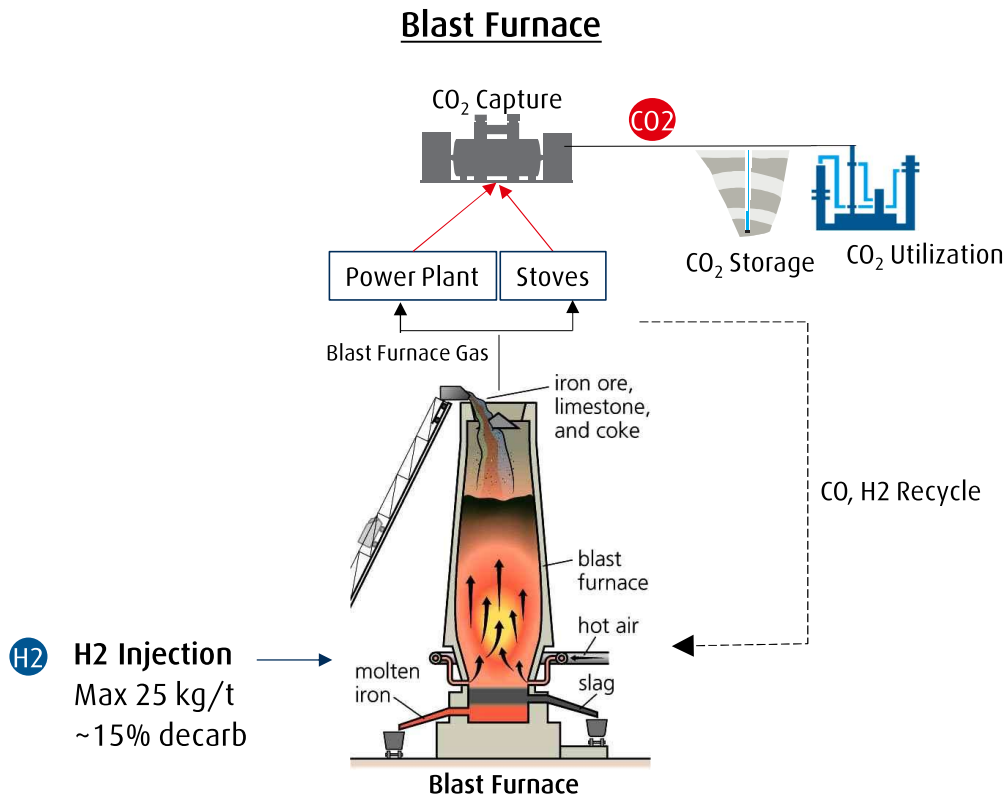 Blast Furnace
CO₂ Capture
CO2
CO₂ Storage
CO₂ Utilization
Power Plant
Stoves
Blast Furnace Gas
iron ore,
limestone,
and coke
CO, H2 Recycle
blast
furnace
hot air
H2
H2 Injection
Max 25 kg/t
~15% decarb
molten
iron
slag
Blast Furnace